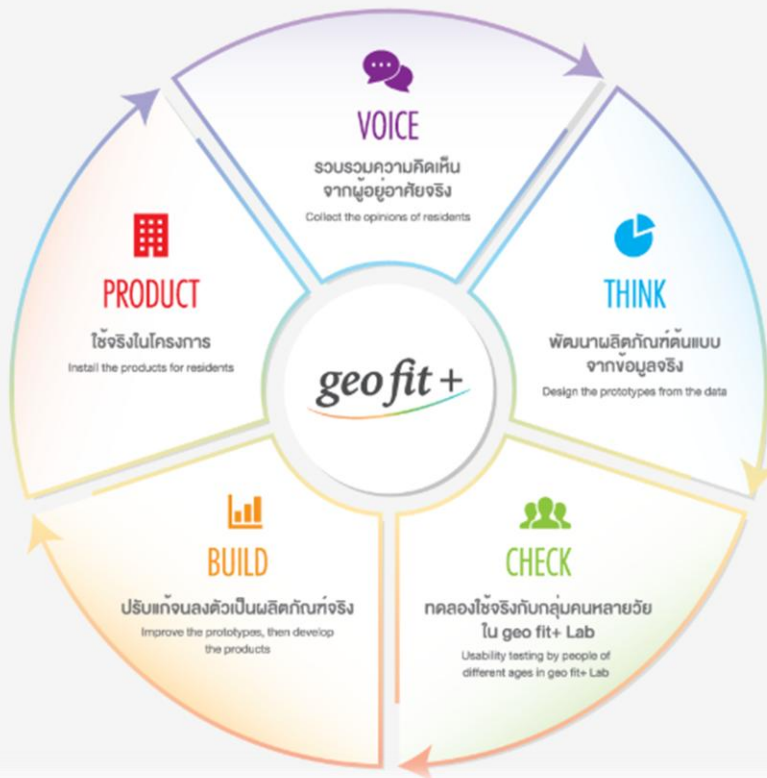 VOICE
รวบรวมความคิดเห็น
จากผู้อยู่อาศัยจริง
Collect the opinions of residents
THINK
พัฒนาผลิตภัณฑ์ต้นแบบ
จากข้อมูลจริง
Design the prototypes from the data
CHECK
ทดลองใช้จริงกับกลุ่มคนหลายวัย
ใน geo fit+ Lab
Usability testing by people of
different ages in geo fit+ Lab
BUILD
ปรับแก้จนลงตัวเป็นผลิตภัณฑ์จริง
Improve the prototypes, then develop
the products
PRODUCT
ใช้จริงในโครงการ
Install the products for residents
geo fit +